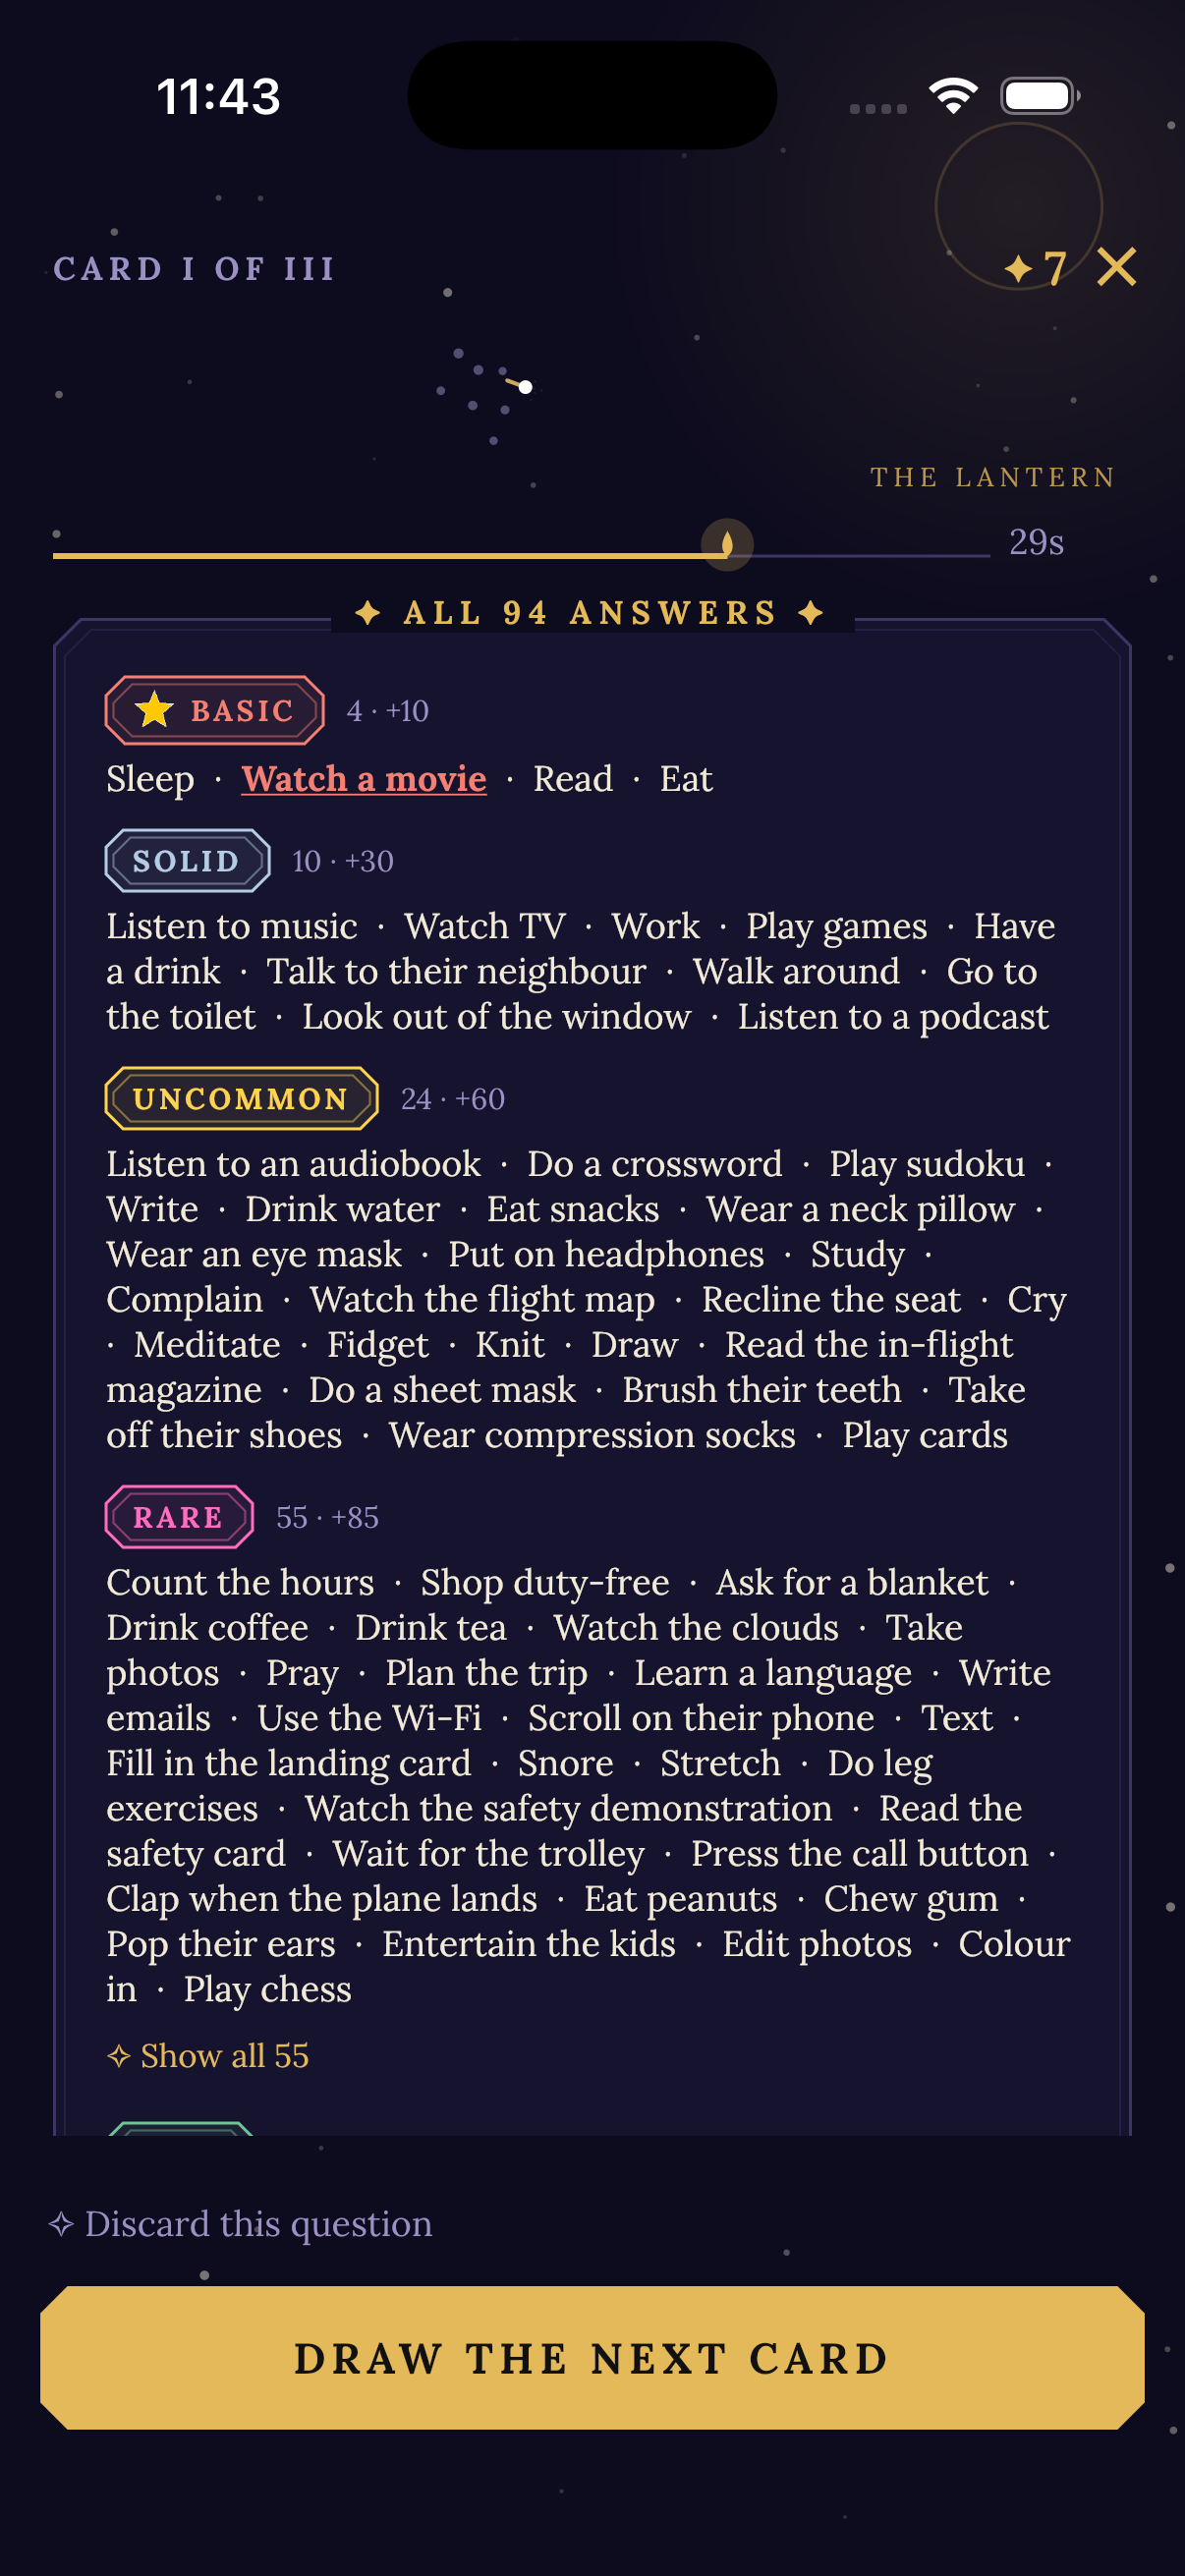 11:43
CARD I OF III
7
THE LANTERN
29s
ALL 94 ANSWERS
BASIC 4 · +10
Sleep · Watch a movie · Read · Eat
SOLID 10 · +30
Listen to music · Watch TV · Work · Play games · Have
a drink · Talk to their neighbour · Walk around · Go to
the toilet · Look out of the window · Listen to a podcast
UNCOMMON 24 · +60
Listen to an audiobook · Do a crossword · Play sudoku ·
Write · Drink water · Eat snacks · Wear a neck pillow ·
Wear an eye mask · Put on headphones · Study ·
Complain · Watch the flight map · Recline the seat · Cry
· Meditate · Fidget · Knit · Draw · Read the in-flight
magazine · Do a sheet mask · Brush their teeth · Take
off their shoes · Wear compression socks · Play cards
RARE 55 · +85
Count the hours · Shop duty-free · Ask for a blanket ·
Drink coffee · Drink tea · Watch the clouds · Take
photos · Pray · Plan the trip · Learn a language · Write
emails · Use the Wi-Fi · Scroll on their phone · Text ·
Fill in the landing card · Snore · Stretch · Do leg
exercises · Watch the safety demonstration · Read the
safety card · Wait for the trolley · Press the call button ·
Clap when the plane lands · Eat peanuts · Chew gum ·
Pop their ears · Entertain the kids · Edit photos · Colour
in · Play chess
Show all 55
Discard this question
DRAW THE NEXT CARD